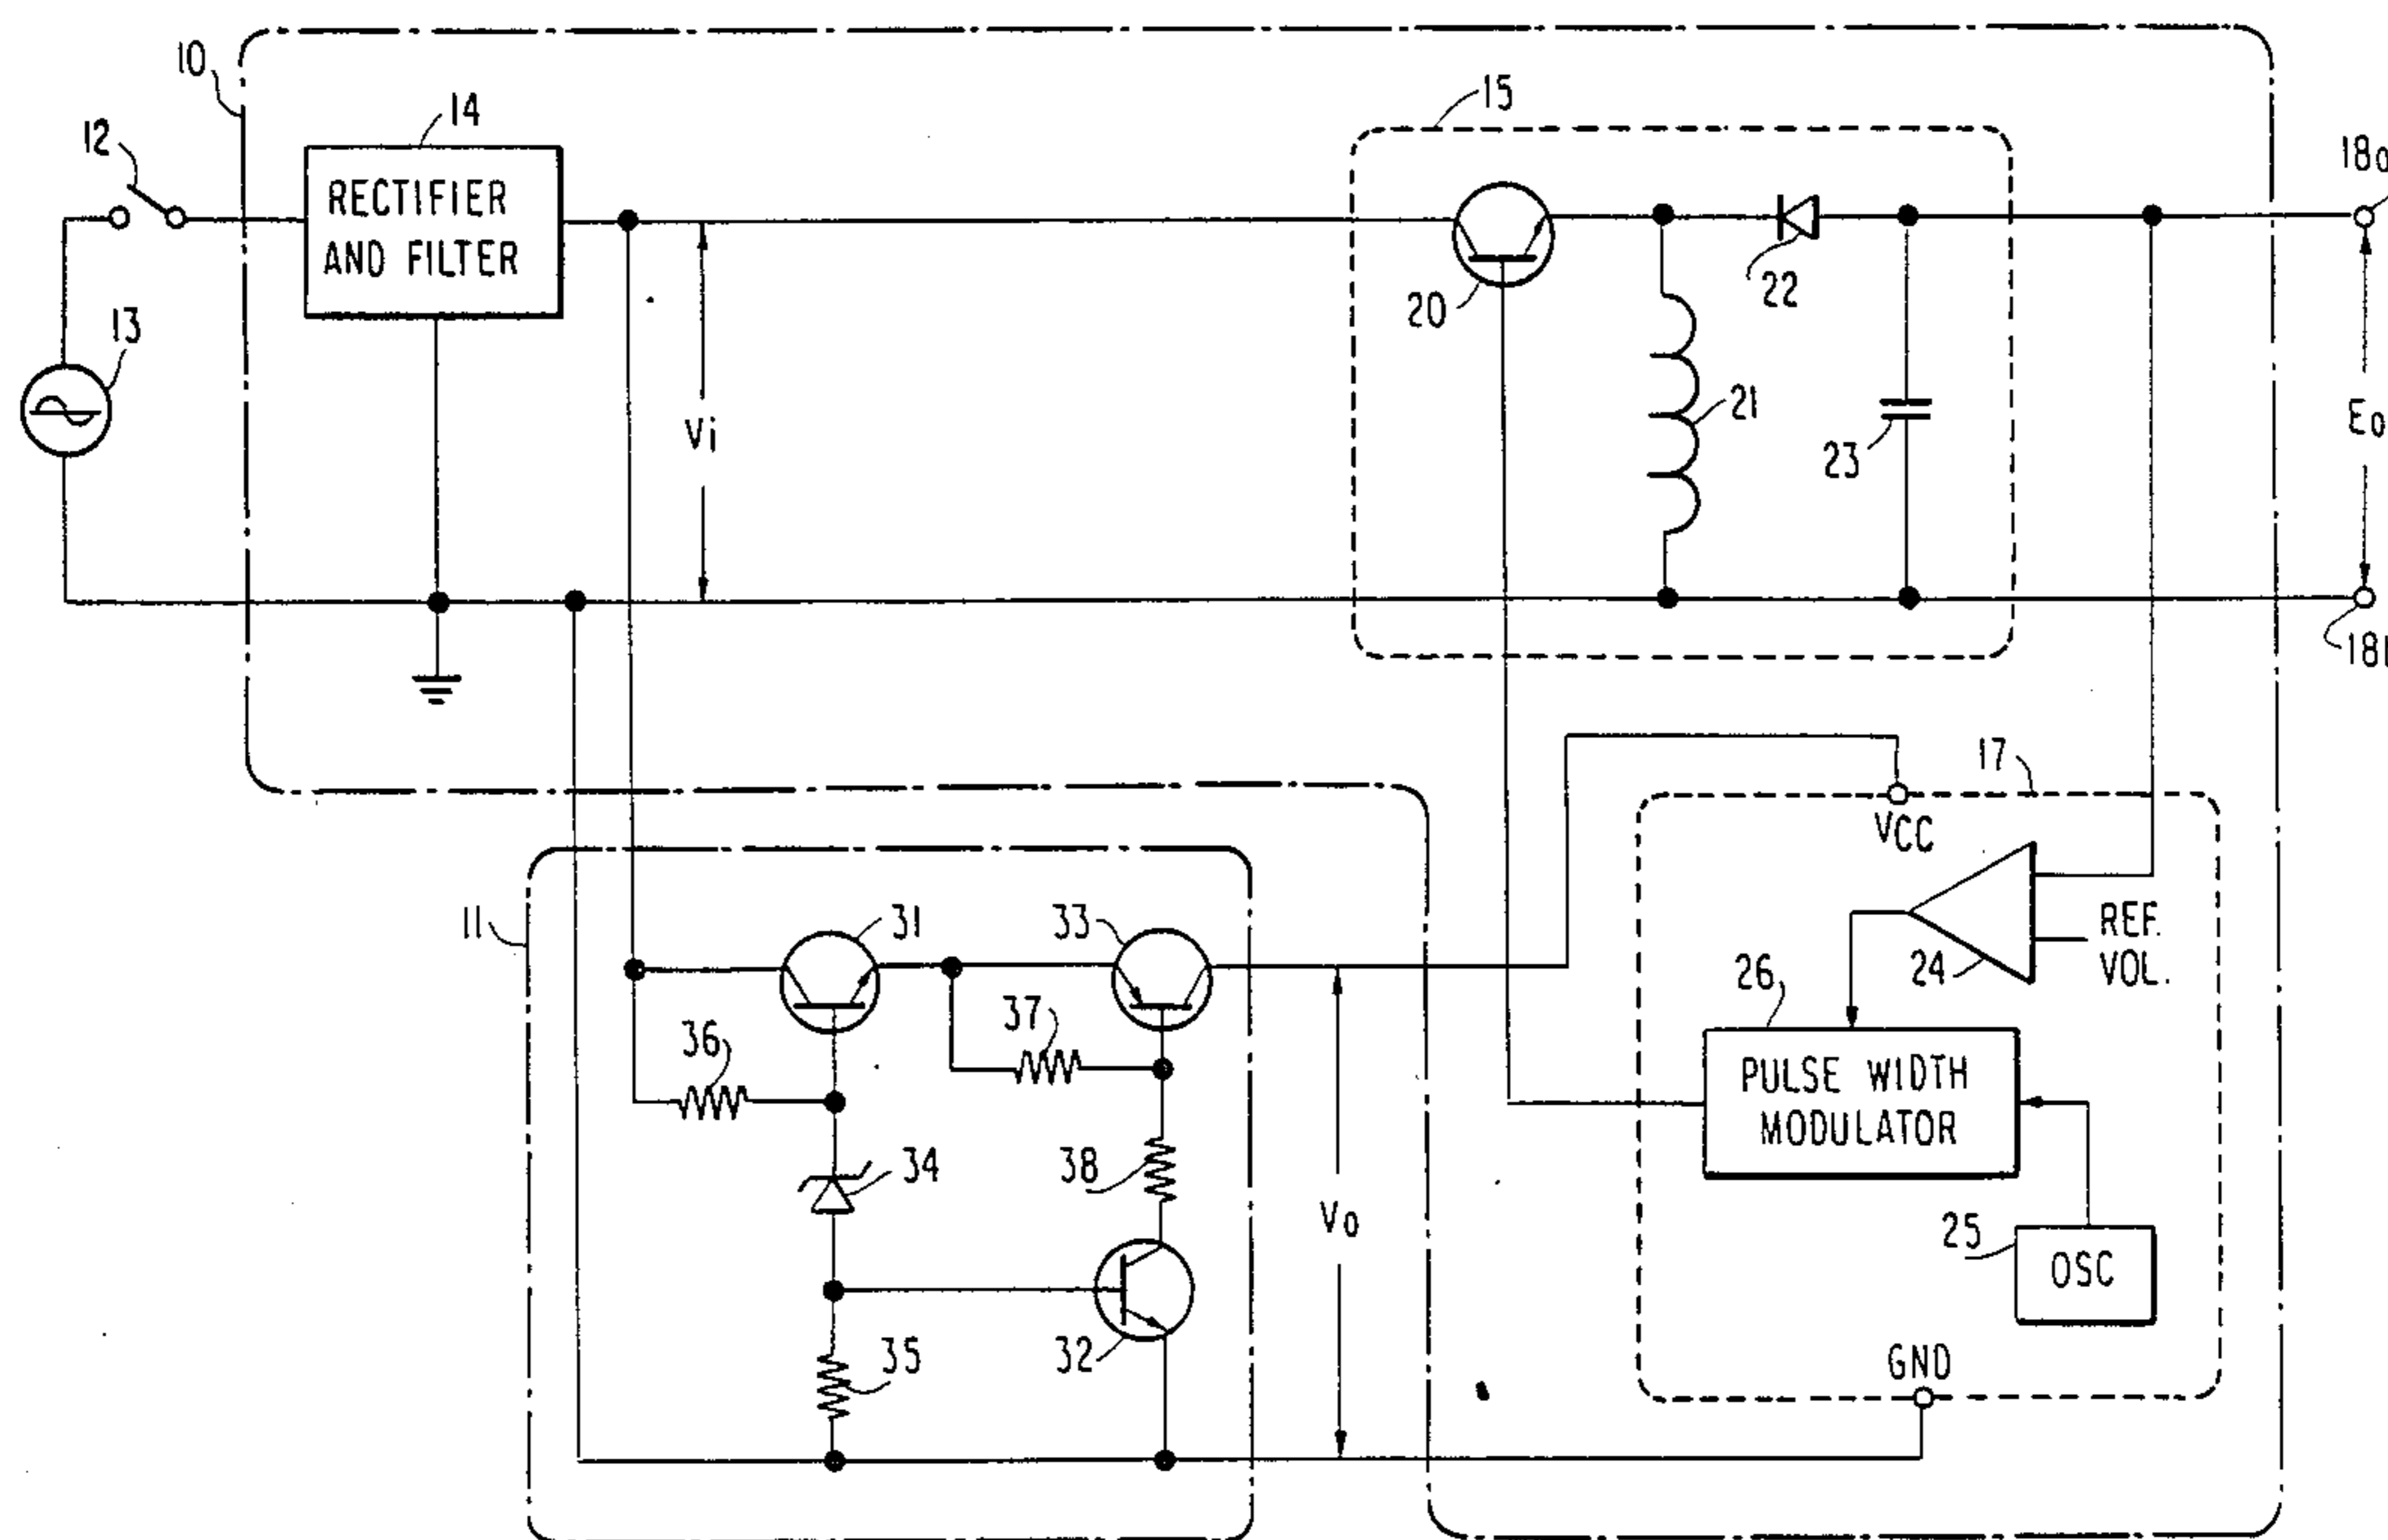 10
15
14
12
18a
RECTIFIER
AND FILTER
22
20
13
21
Vi
Eo
23
18
17
VCC
11
31
33
REF.
VOL.
24
26
37
36
PULSE WIDTH
MODULATOR
34
38
Vo
25
OSC
35
32
GND